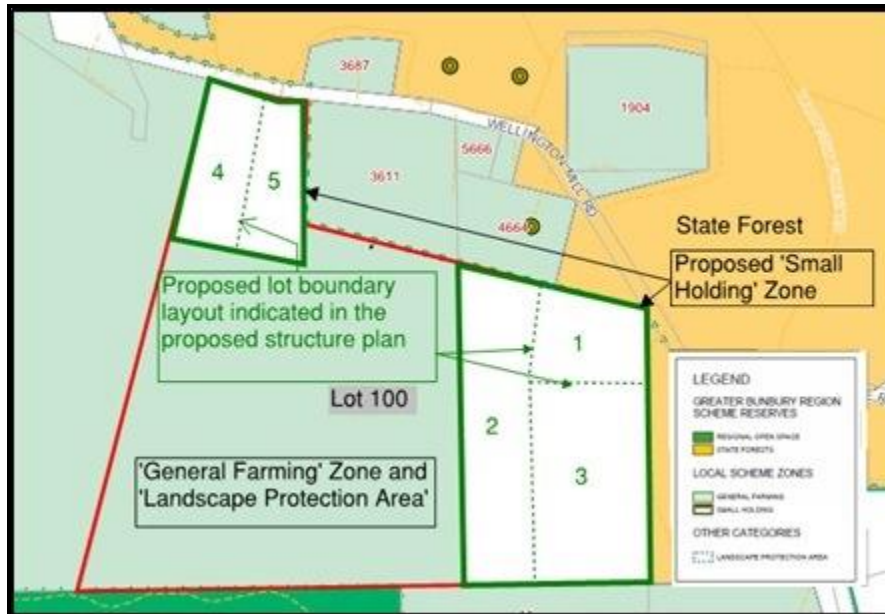 3687
1904
WELLINGTON MILL RD
5666
3611
4664
4
5
State Forest
Proposed 'Small
Holding' Zone
Proposed lot boundary
layout indicated in the
proposed structure plan
1
2
3
Lot 100
'General Farming' Zone and
'Landscape Protection Area'
LEGEND
GREATER BUNBURY REGION
SCHEME RESERVES
REGIONAL OPEN SPACE
STATE FORESTS
LOCAL SCHEME ZONES
GENERAL FARMING
SMALL HOLDING
OTHER CATEGORIES
LANDSCAPE PROTECTION AREA